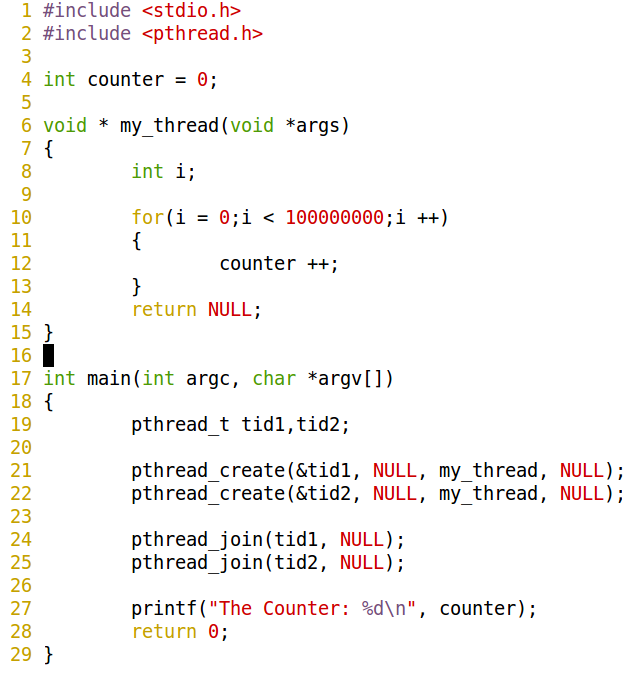 1 #include <stdio.h>
2 #include <pthread.h>
3
4 int counter = 0;
5
6 void * my_thread(void *args)
7 {
8         int i;
9
10         for(i = 0;i < 100000000;i ++)
11         {
12                 counter ++;
13         }
14         return NULL;
15 }
16
17 int main(int argc, char *argv[])
18 {
19         pthread_t tid1,tid2;
20
21         pthread_create(&tid1, NULL, my_thread, NULL);
22         pthread_create(&tid2, NULL, my_thread, NULL);
23
24         pthread_join(tid1, NULL);
25         pthread_join(tid2, NULL);
26
27         printf("The Counter: %d\n", counter);
28         return 0;
29 }